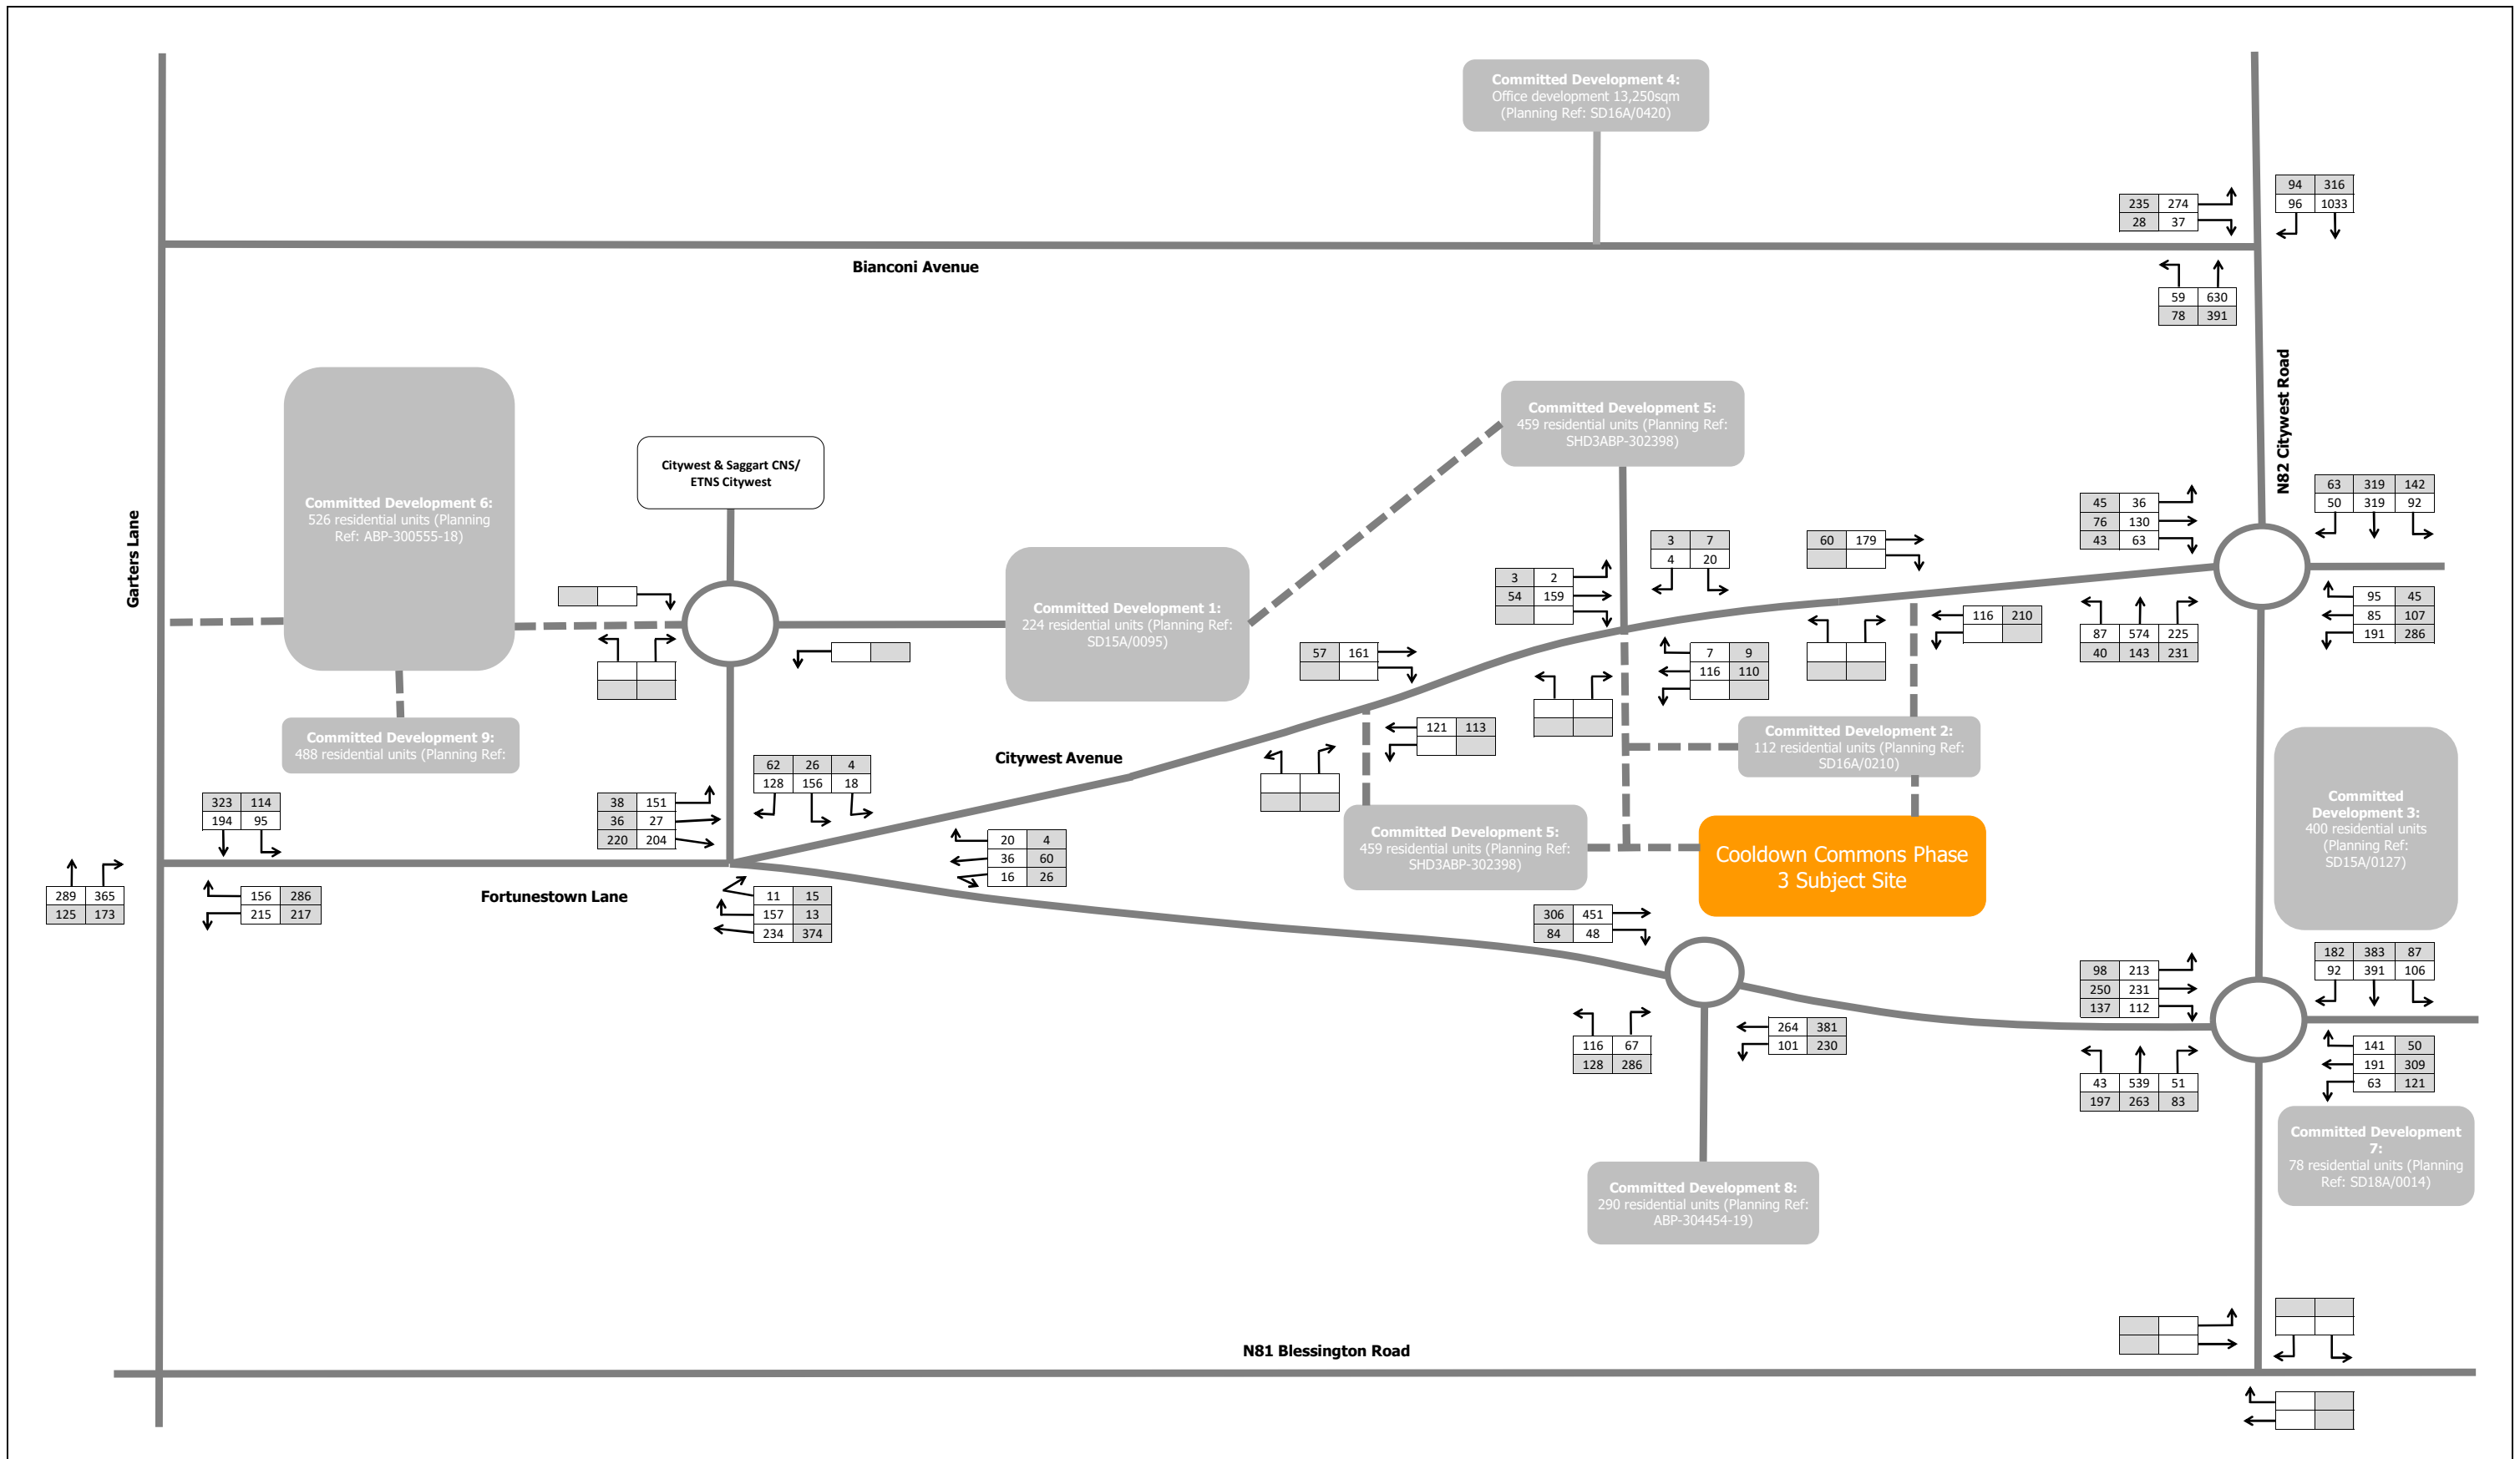 Committed Development 4:
Office development 13,250sqm
(Planning Ref: SD16A/0420)
94 316
96 1033
235 274
28 37
Bianconi Avenue
59 630
78 391
N82 Citywest Road
Garters Lane
Committed Development 6:
526 residential units (Planning
Ref: ABP-300555-18)
Citywest & Saggart CNS/
ETNS Citywest
Committed Development 5:
459 residential units (Planning Ref:
SHD3ABP-302398)
63 319 142
50 319 92
45 36
76 130
43 63
3 7
4 20
60 179
3 2
54 159
Committed Development 1:
224 residential units (Planning Ref:
SD15A/0095)
95 45
85 107
191 286
116 210
87 574 225
40 143 231
57 161
7 9
116 110
121 113
Committed Development 9:
488 residential units (Planning Ref:
Committed Development 2:
112 residential units (Planning Ref:
SD16A/0210)
Citywest Avenue
62 26 4
128 156 18
323 114
194 95
38 151
36 27
220 204
Committed
Development 3:
400 residential units
(Planning Ref:
SD15A/0127)
20 4
36 60
16 26
Committed Development 5:
459 residential units (Planning Ref:
SHD3ABP-302398)
Cooldown Commons Phase
3 Subject Site
289 365
125 173
156 286
215 217
Fortunestown Lane
11 15
157 13
234 374
306 451
84 48
182 383 87
92 391 106
98 213
250 231
137 112
116 67
128 286
264 381
101 230
141 50
191 309
63 121
43 539 51
197 263 83
Committed Development
7:
78 residential units (Planning
Ref: SD18A/0014)
Committed Development 8:
290 residential units (Planning Ref:
ABP-304454-19)
N81 Blessington Road